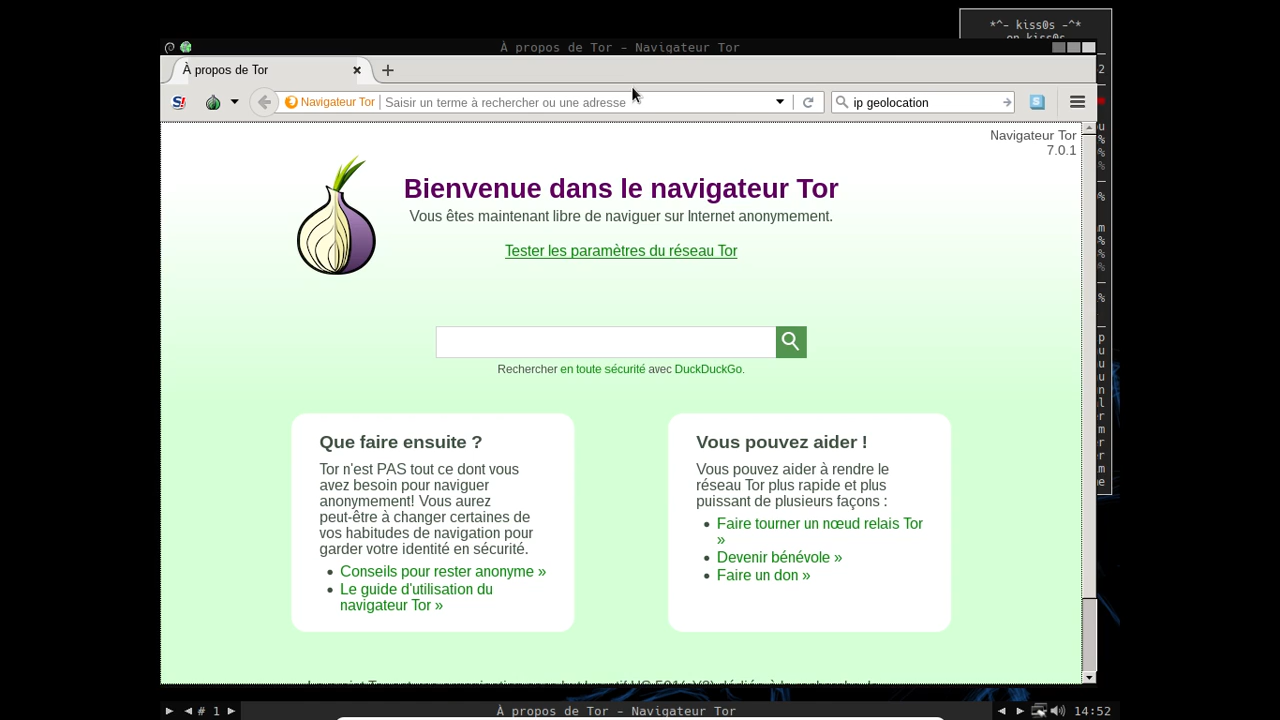 *^- kiss0s -^*
on kiss0s
À propos de Tor - Navigateur Tor
À propos de Tor
Navigateur Tor
Saisir un terme à rechercher ou une adresse
ip geolocation
Navigateur Tor
7.0.1
Bienvenue dans le navigateur Tor
Vous êtes maintenant libre de naviguer sur Internet anonymement.
Tester les paramètres du réseau Tor
Rechercher en toute sécurité avec DuckDuckGo.
Que faire ensuite ?
Tor n'est PAS tout ce dont vous
avez besoin pour naviguer
anonymement! Vous aurez
peut-être à changer certaines de
vos habitudes de navigation pour
garder votre identité en sécurité.
Conseils pour rester anonyme »
Le guide d'utilisation du
navigateur Tor »
Vous pouvez aider !
Vous pouvez aider à rendre le
réseau Tor plus rapide et plus
puissant de plusieurs façons :
Faire tourner un nœud relais Tor
»
Devenir bénévole »
Faire un don »
# 1
À propos de Tor - Navigateur Tor
14:52